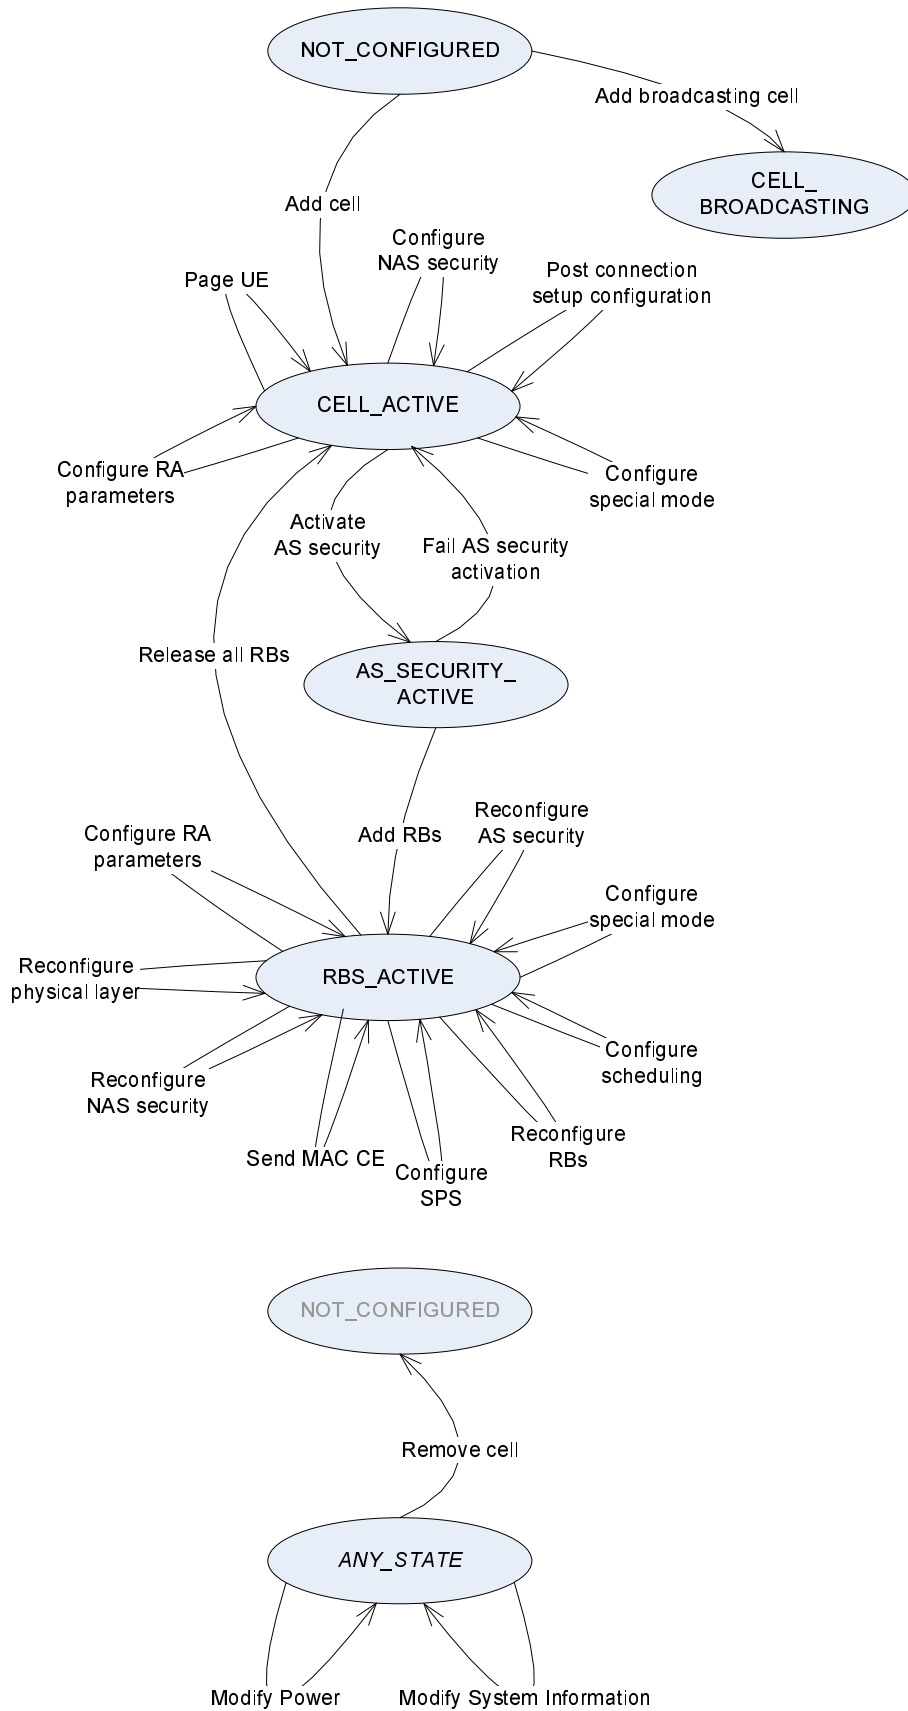 NOT_CONFIGURED
Add broadcasting cell
CELL_
BROADCASTING
Add cell
Configure
NAS security
Page UE
Post connection
setup configuration
CELL_ACTIVE
Configure RA
parameters
Configure
special mode
Activate
AS security
Fail AS security
activation
Release all RBs
AS_SECURITY_
ACTIVE
Reconfigure
AS security
Add RBs
Configure RA
parameters
Configure
special mode
Reconfigure
physical layer
RBS_ACTIVE
Configure
scheduling
Reconfigure
NAS security
Reconfigure
RBs
Send MAC CE
Configure
SPS
NOT_CONFIGURED
Remove cell
ANY_STATE
Modify Power
Modify System Information